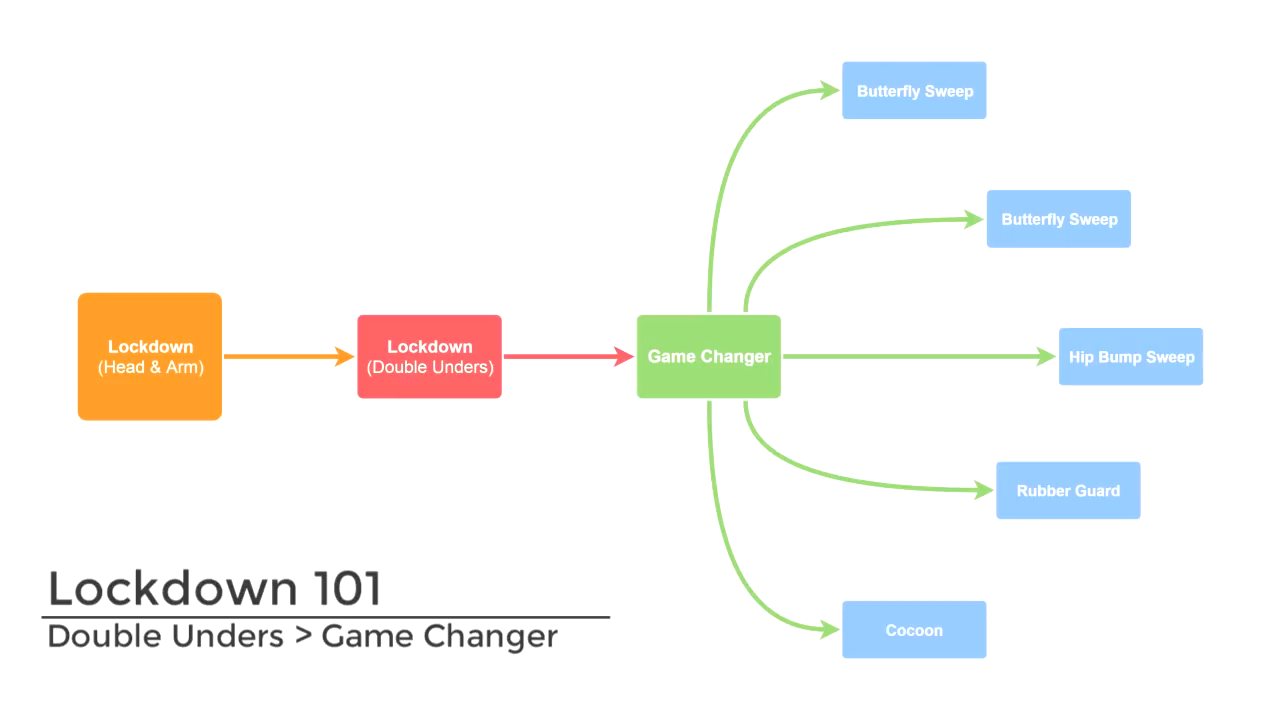 Butterfly Sweep
Butterfly Sweep
Lockdown
(Head & Arm)
Lockdown
(Double Unders)
Game Changer
Hip Bump Sweep
Rubber Guard
Cocoon
Lockdown 101
Double Unders > Game Changer